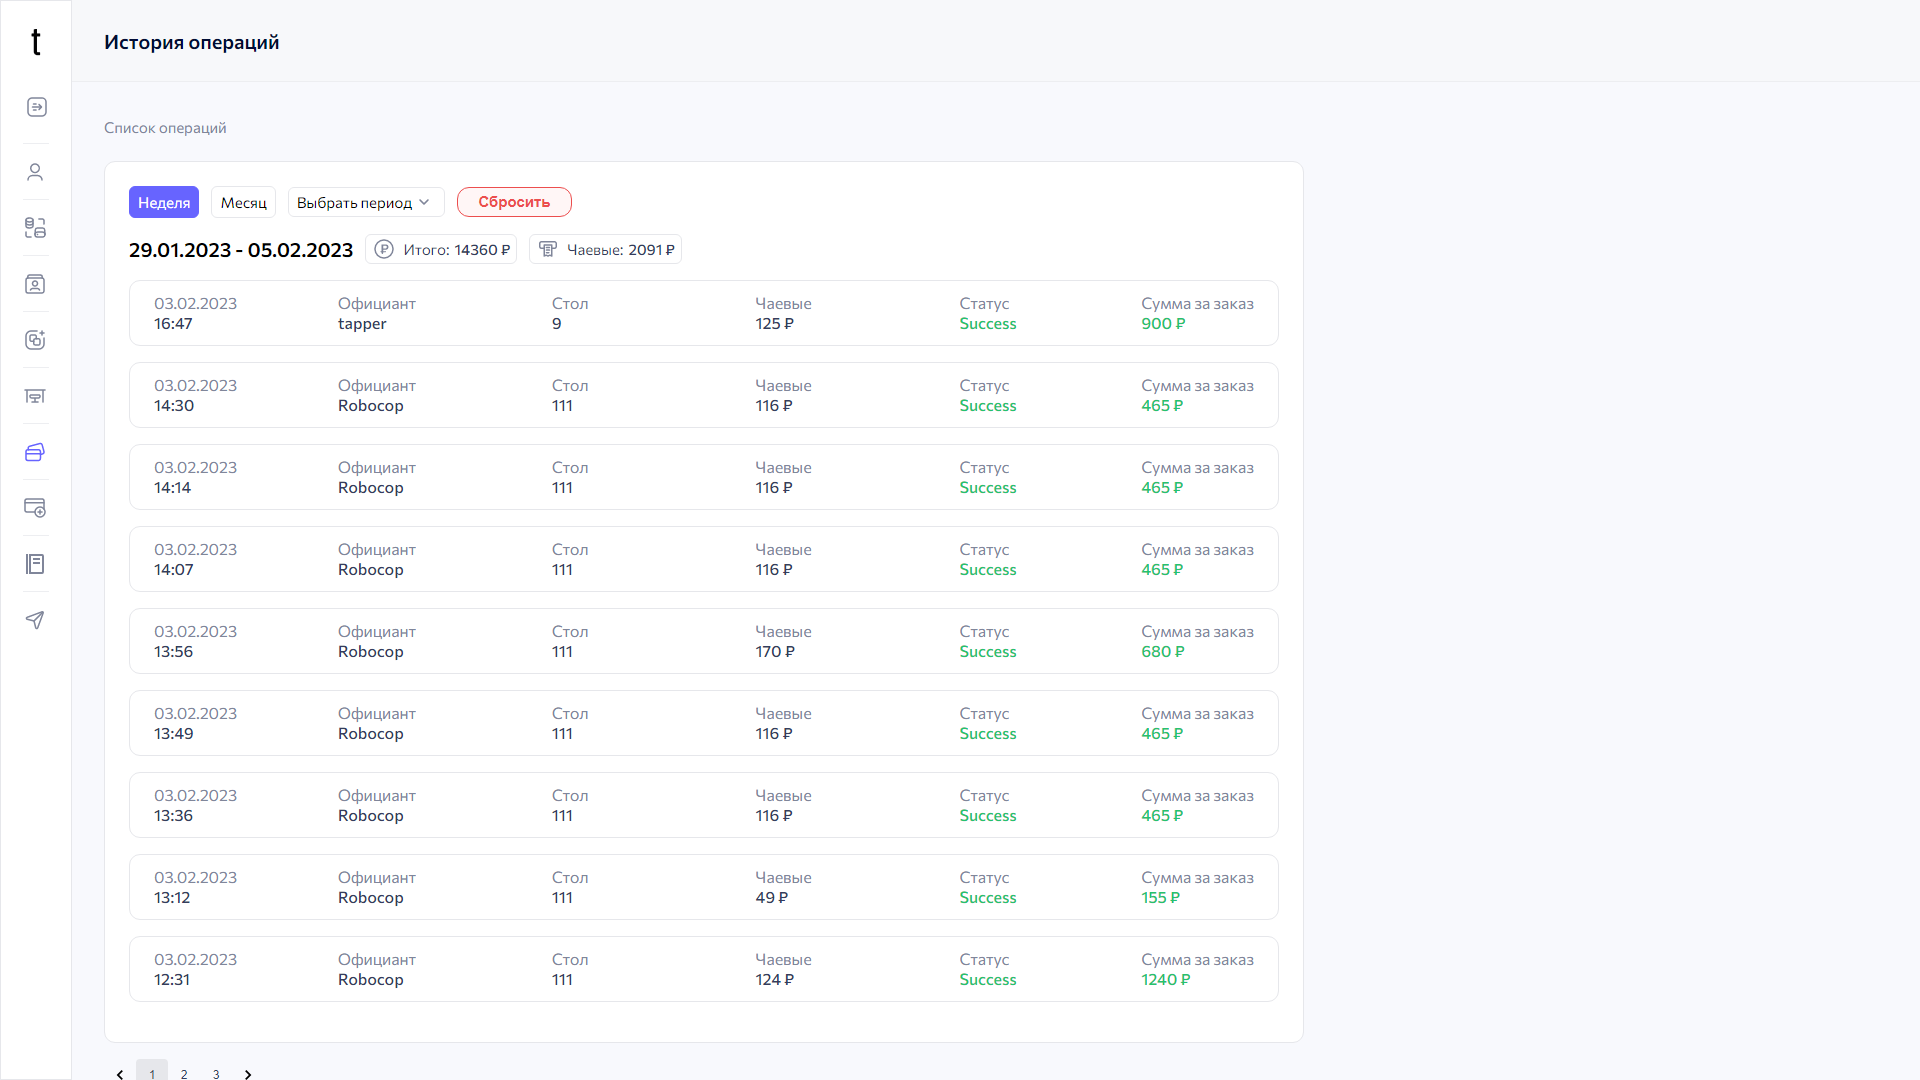 t
История операций
Список операций
Неделя Месяц Выбрать период Сбросить
29.01.2023 - 05.02.2023 Итого: 14360 ₽ Чаевые: 2091 ₽
03.02.2023 Официант Стол Чаевые Статус Сумма за заказ
16:47 tapper 9 125 ₽ Success 900 ₽
03.02.2023 Официант Стол Чаевые Статус Сумма за заказ
14:30 Robocop 111 116 ₽ Success 465 ₽
03.02.2023 Официант Стол Чаевые Статус Сумма за заказ
14:14 Robocop 111 116 ₽ Success 465 ₽
03.02.2023 Официант Стол Чаевые Статус Сумма за заказ
14:07 Robocop 111 116 ₽ Success 465 ₽
03.02.2023 Официант Стол Чаевые Статус Сумма за заказ
13:56 Robocop 111 170 ₽ Success 680 ₽
03.02.2023 Официант Стол Чаевые Статус Сумма за заказ
13:49 Robocop 111 116 ₽ Success 465 ₽
03.02.2023 Официант Стол Чаевые Статус Сумма за заказ
13:36 Robocop 111 116 ₽ Success 465 ₽
03.02.2023 Официант Стол Чаевые Статус Сумма за заказ
13:12 Robocop 111 49 ₽ Success 155 ₽
03.02.2023 Официант Стол Чаевые Статус Сумма за заказ
12:31 Robocop 111 124 ₽ Success 1240 ₽
1 2 3